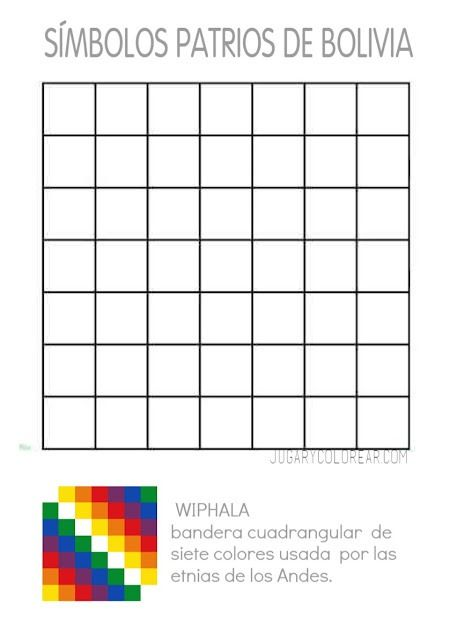 SÍMBOLOS PATRIOS DE BOLIVIA
JUGARYCOLOREAR.COM
WIPHALA
bandera cuadrangular de
siete colores usada por las
etnias de los Andes.